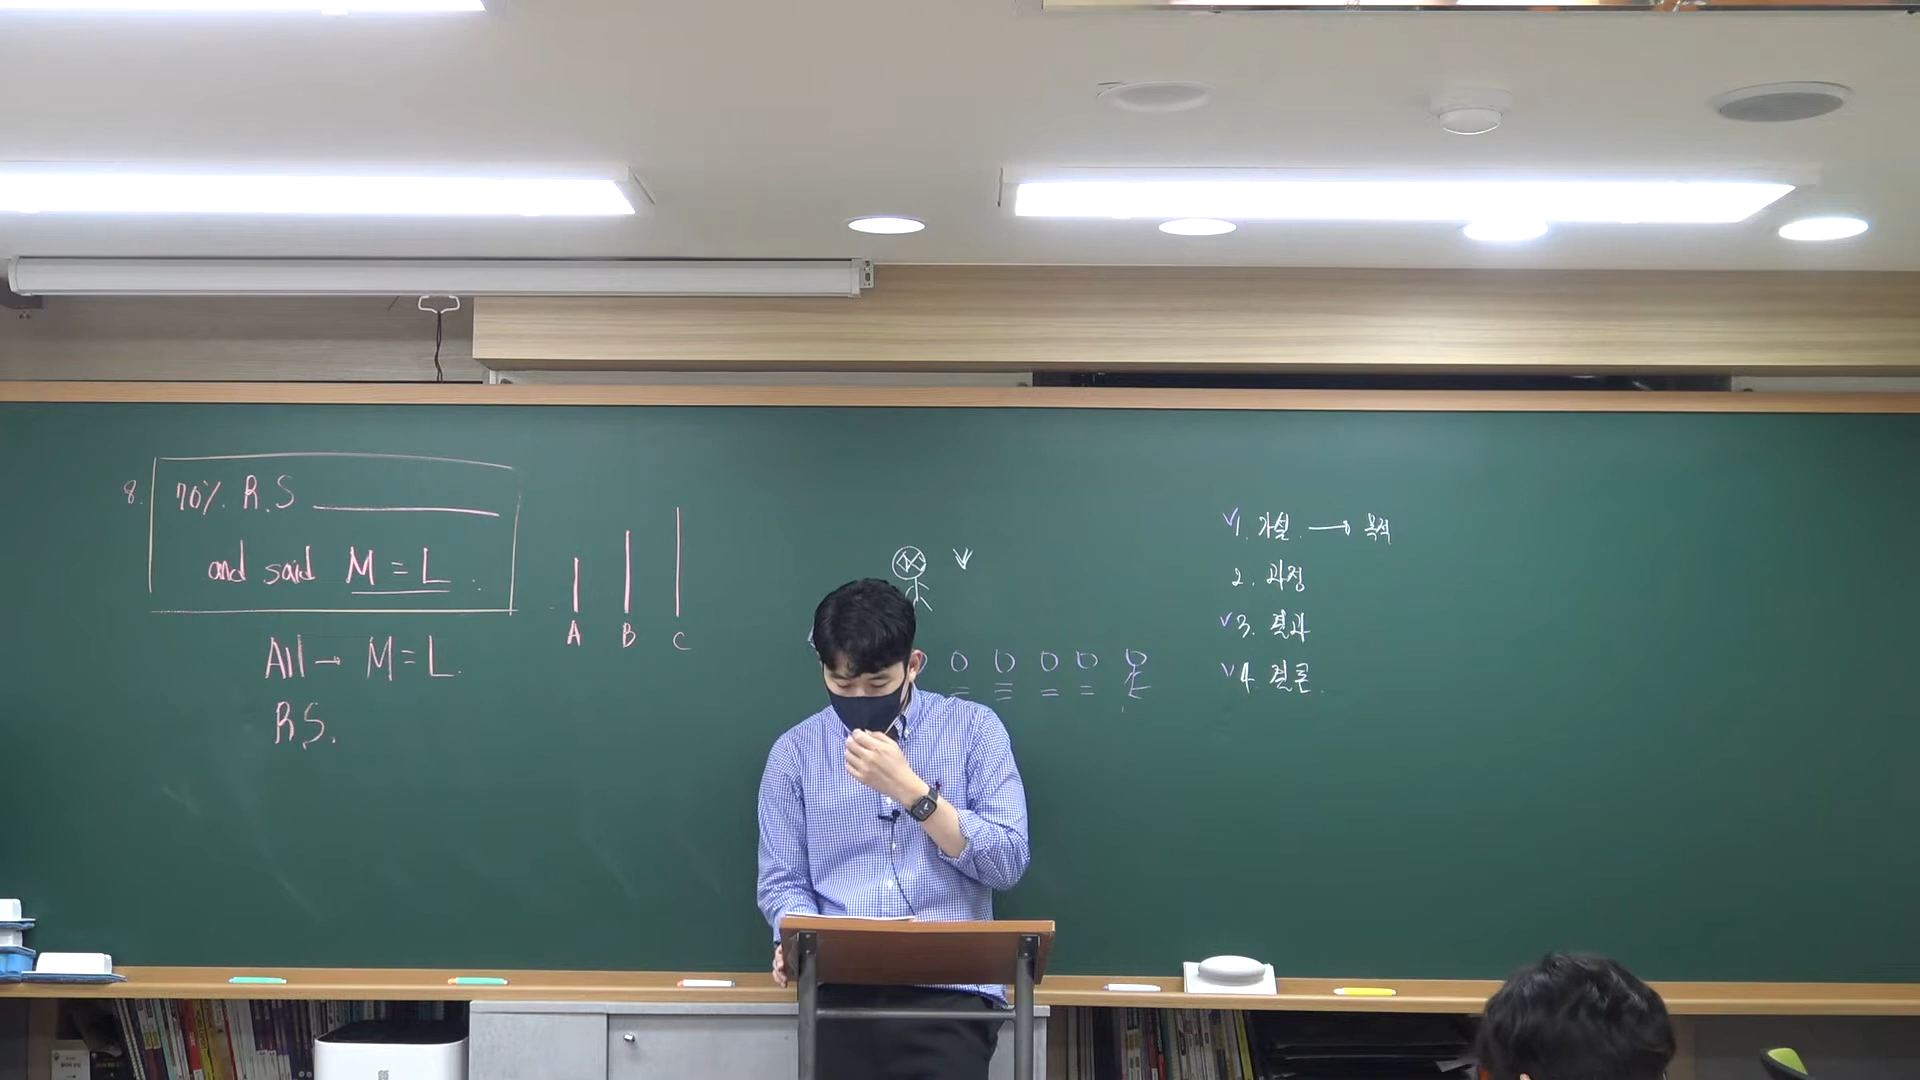 8. 70% R.S ________
and said M = L.
All → M = L.
R.S.
A B C
1. 가설. → 목적
2. 과정
3. 결과
4. 결론.